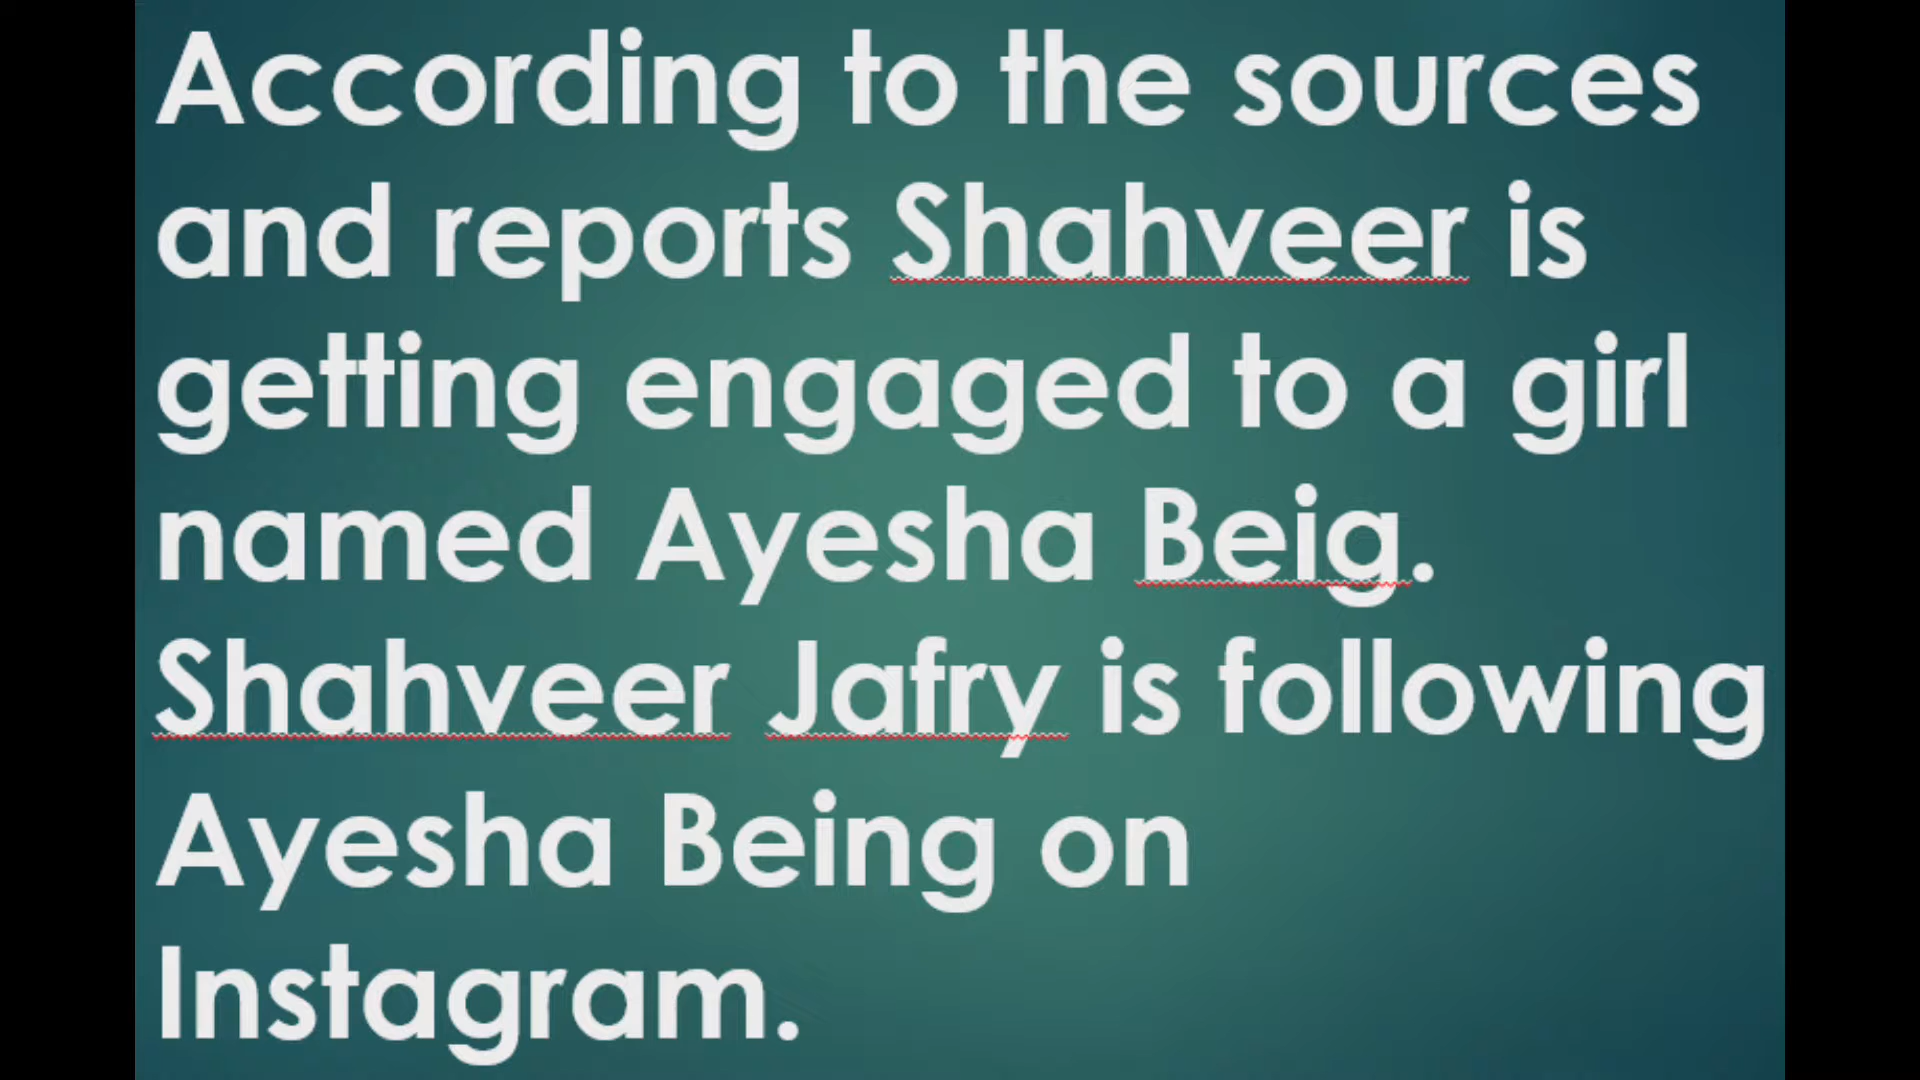 According to the sources
and reports Shahveer is
getting engaged to a girl
named Ayesha Beig.
Shahveer Jafry is following
Ayesha Being on
Instagram.